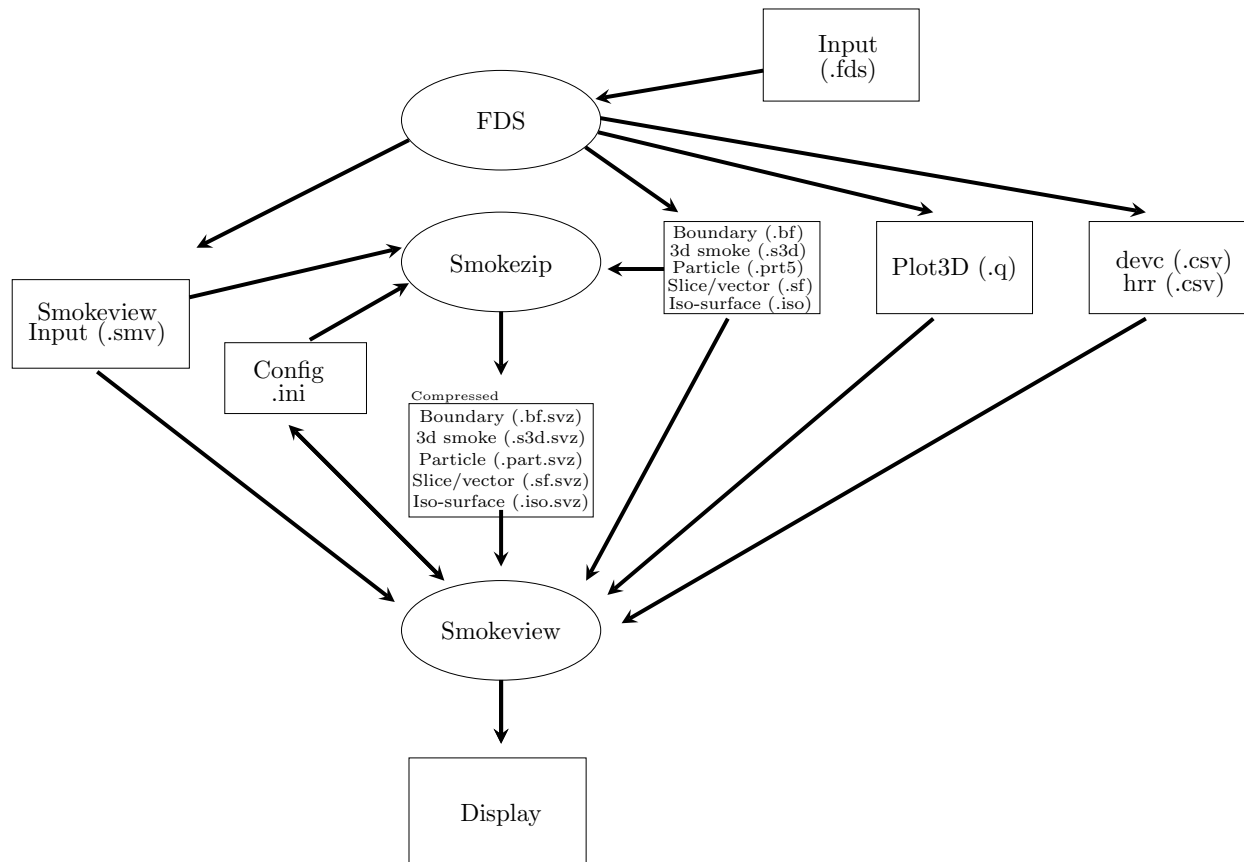 Input
(.fds)
FDS
Smokezip
Boundary (.bf)
3d smoke (.s3d)
Particle (.prt5)
Slice/vector (.sf)
Iso-surface (.iso)
Plot3D (.q)
devc (.csv)
hrr (.csv)
Smokeview
Input (.smv)
Config
.ini
Compressed
Boundary (.bf.svz)
3d smoke (.s3d.svz)
Particle (.part.svz)
Slice/vector (.sf.svz)
Iso-surface (.iso.svz)
Smokeview
Display